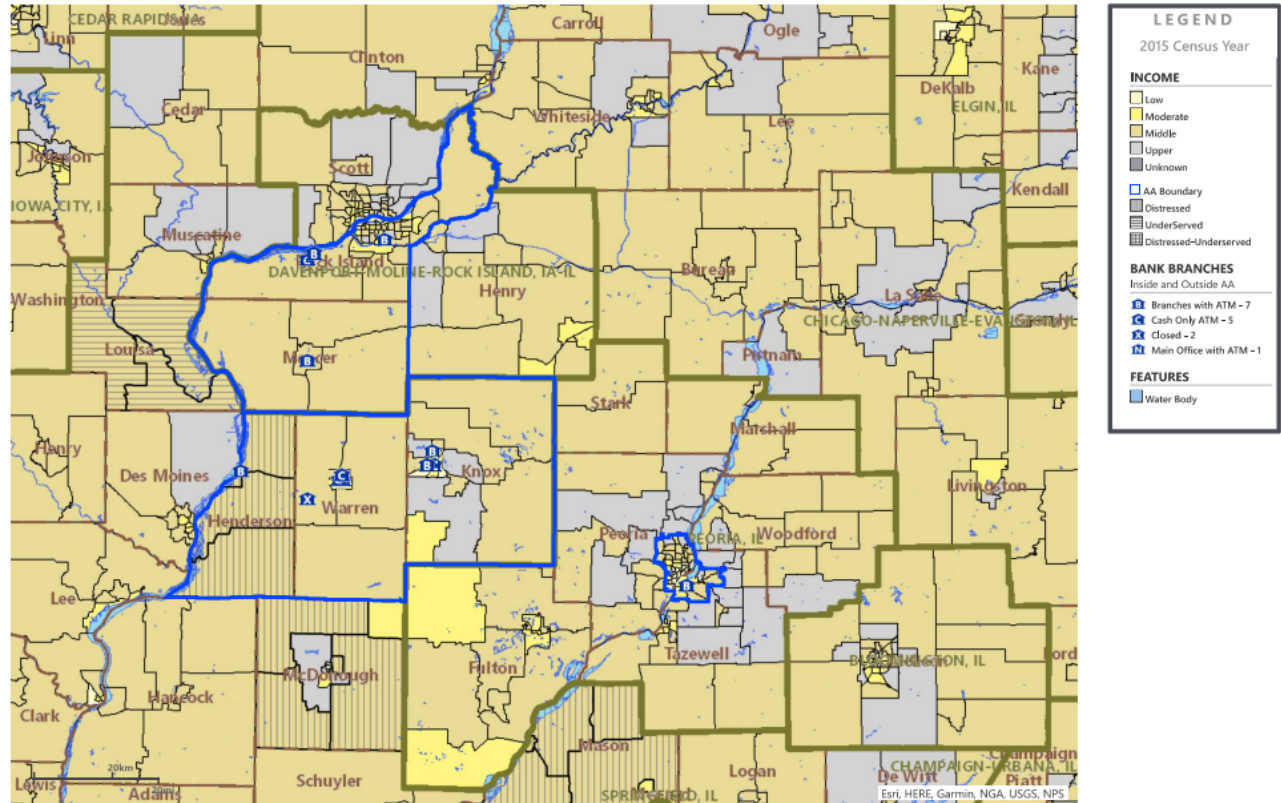 CEDAR RAPIDS, IA
Jones
Linn
Clinton
Carroll
Ogle
DeKalb
Kane
ELGIN, IL
Cedar
Whiteside
Lee
Johnson
Scott
Kendall
IOWA CITY, IA
Muscatine
Rock Island
DAVENPORT-MOLINE-ROCK ISLAND, IA-IL
Bureau
Washington
Henry
La Salle
CHICAGO-NAPERVILLE-EVANSTON, IL
Grundy
Louisa
Mercer
Putnam
Stark
Marshall
Henry
Des Moines
Knox
Livingston
Warren
Henderson
Peoria
PEORIA, IL
Woodford
Lee
Tazewell
BLOOMINGTON, IL
Ford
McDonough
Fulton
Hancock
Clark
Mason
Champaign
Logan
CHAMPAIGN-URBANA, IL
De Witt
Piatt
Lewis
Adams
Schuyler
SPRINGFIELD, IL
20km
Esri, HERE, Garmin, NGA, USGS, NPS
LEGEND
2015 Census Year
INCOME
Low
Moderate
Middle
Upper
Unknown
AA Boundary
Distressed
UnderServed
Distressed-Underserved
BANK BRANCHES
Inside and Outside AA
B Branches with ATM - 7
C Cash Only ATM - 5
X Closed - 2
N Main Office with ATM - 1
FEATURES
Water Body